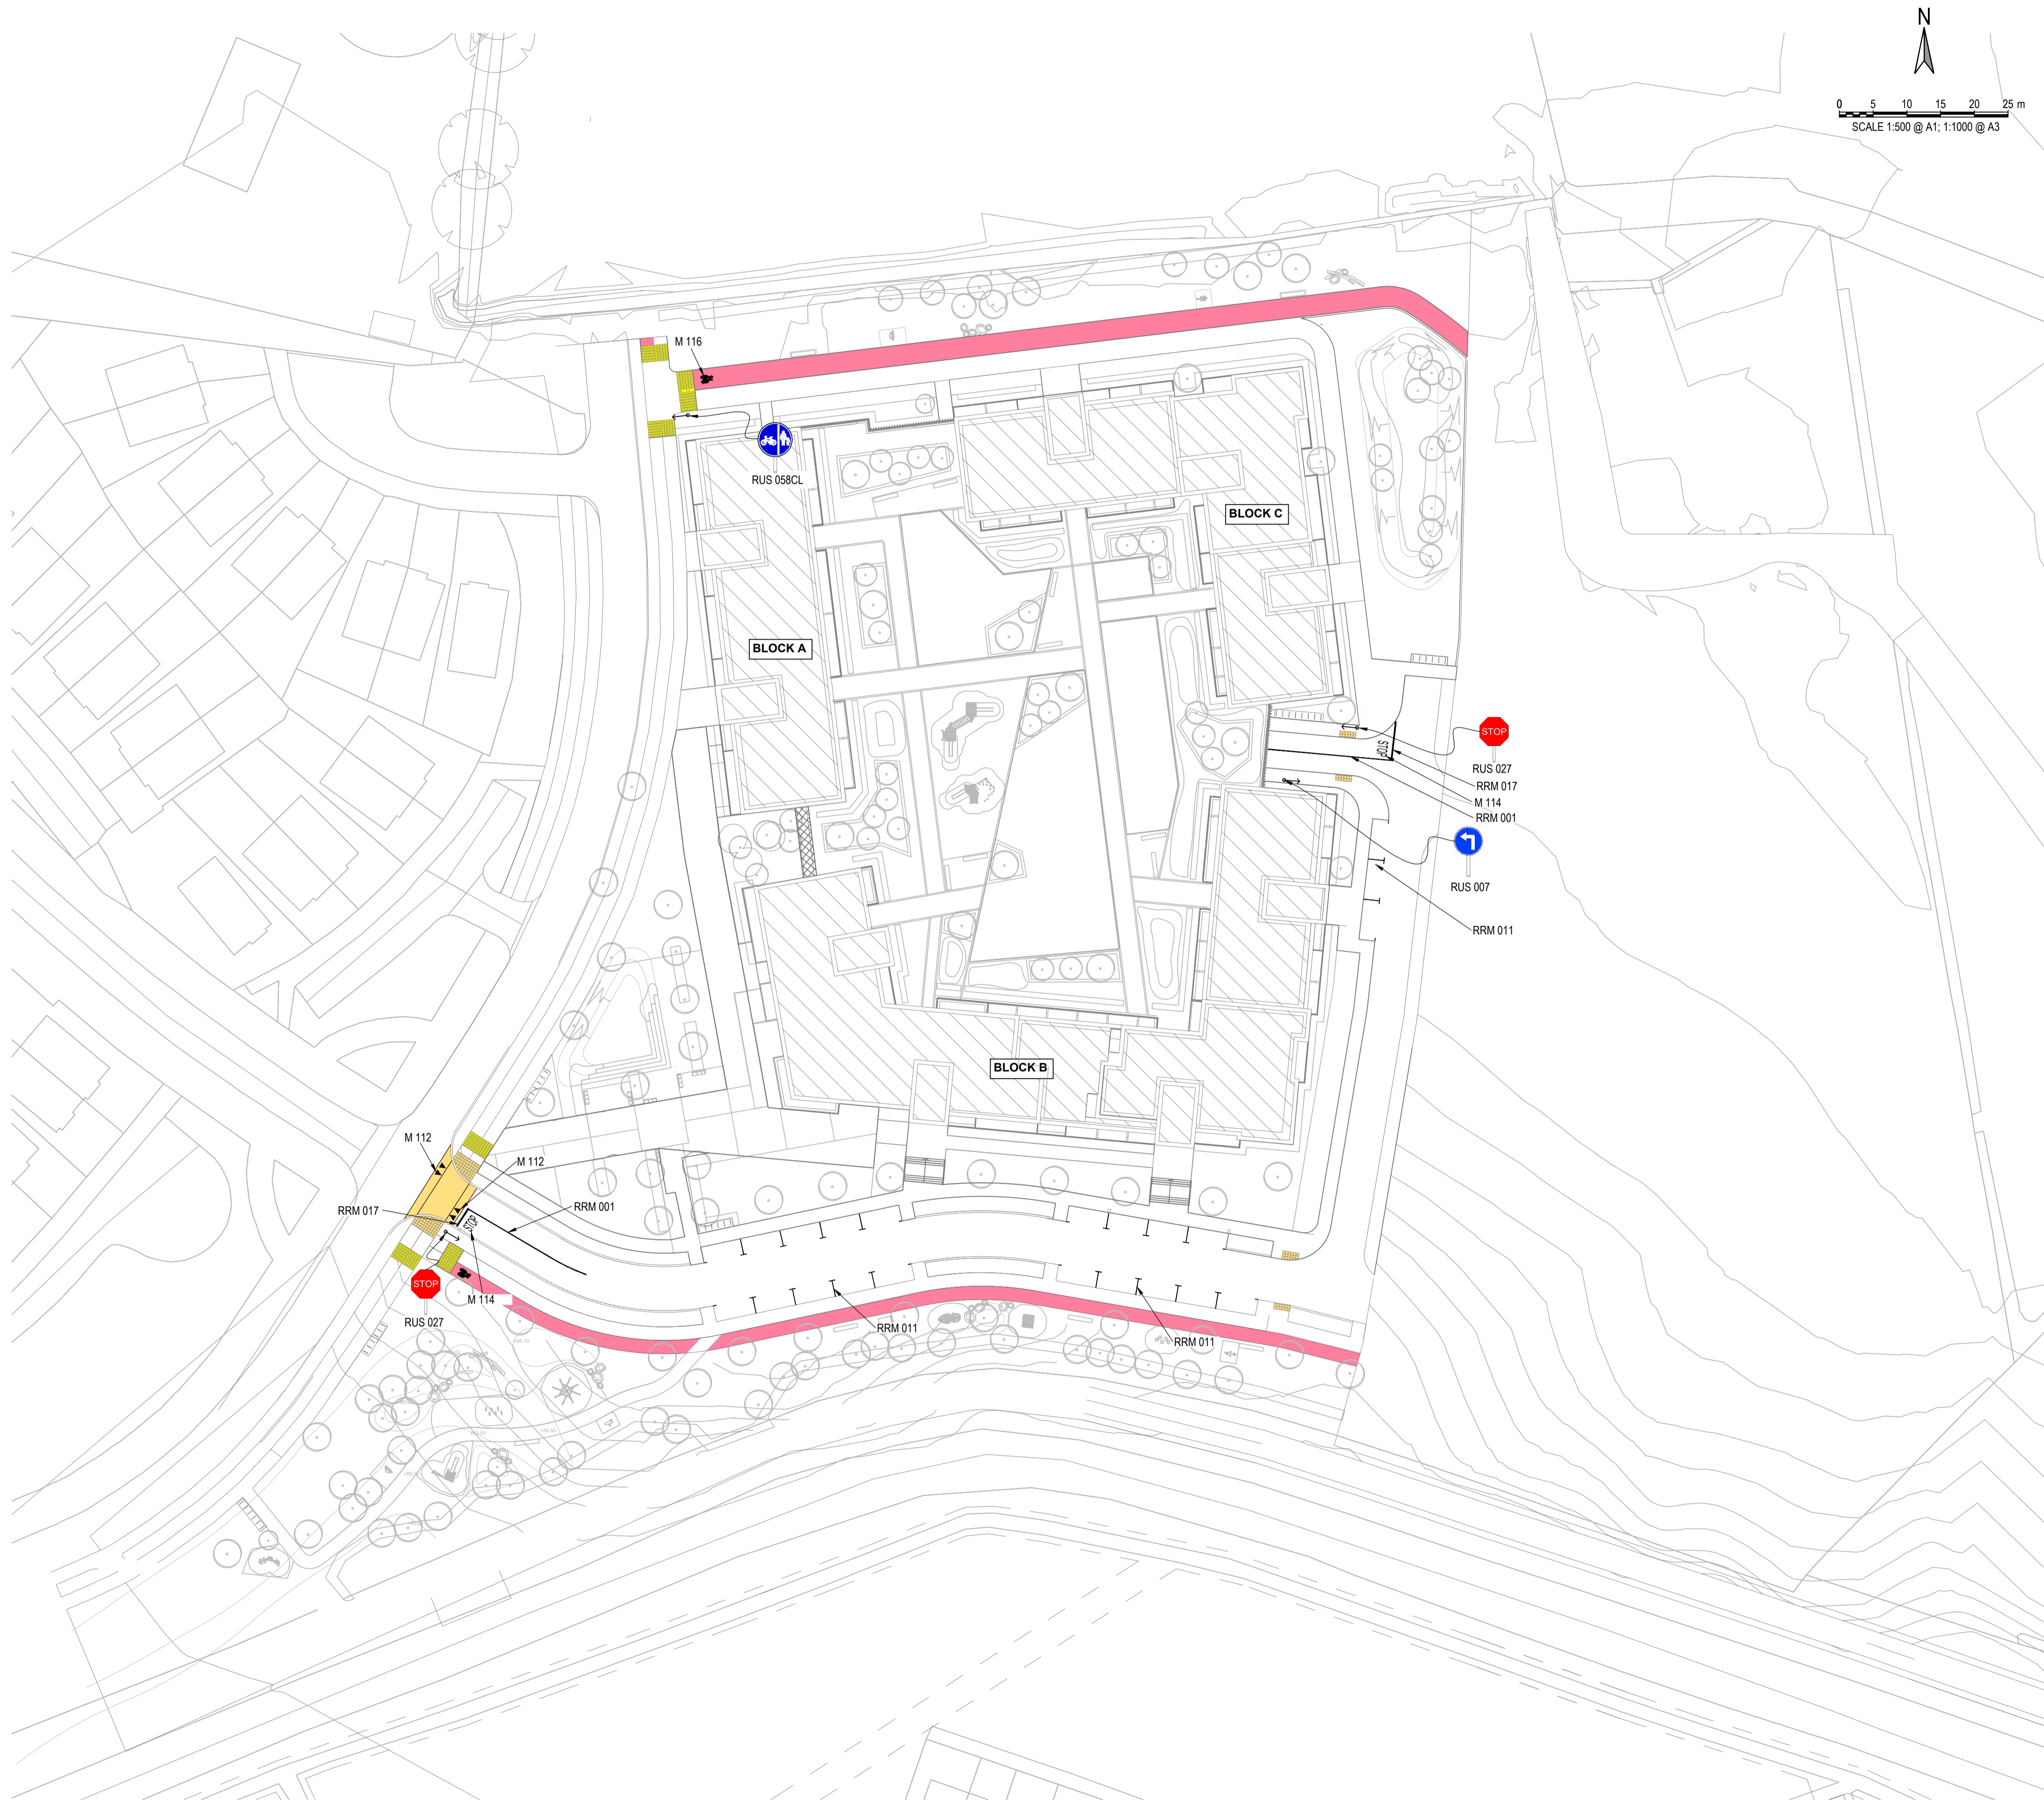 N
0 5 10 15 20 25 m
SCALE 1:500 @ A1; 1:1000 @ A3
M 116
RUS 058CL
BLOCK C
BLOCK A
STOP
STOP
RUS 027
RRM 017
M 114
RRM 001
RUS 007
RRM 011
BLOCK B
M 112
M 112
RRM 017
RRM 001
STOP
STOP
M 114
RUS 027
RRM 011
RRM 011